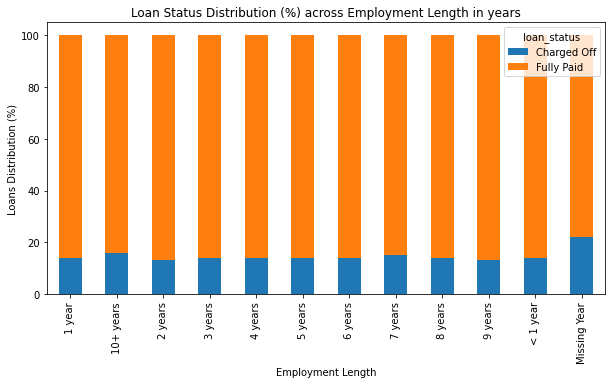 Loan Status Distribution (%) across Employment Length in years
loan_status
Charged Off
Fully Paid
Loans Distribution (%)
100
80
60
40
20
0
1 year
10+ years
2 years
3 years
4 years
5 years
6 years
7 years
8 years
9 years
< 1 year
Missing Year
Employment Length